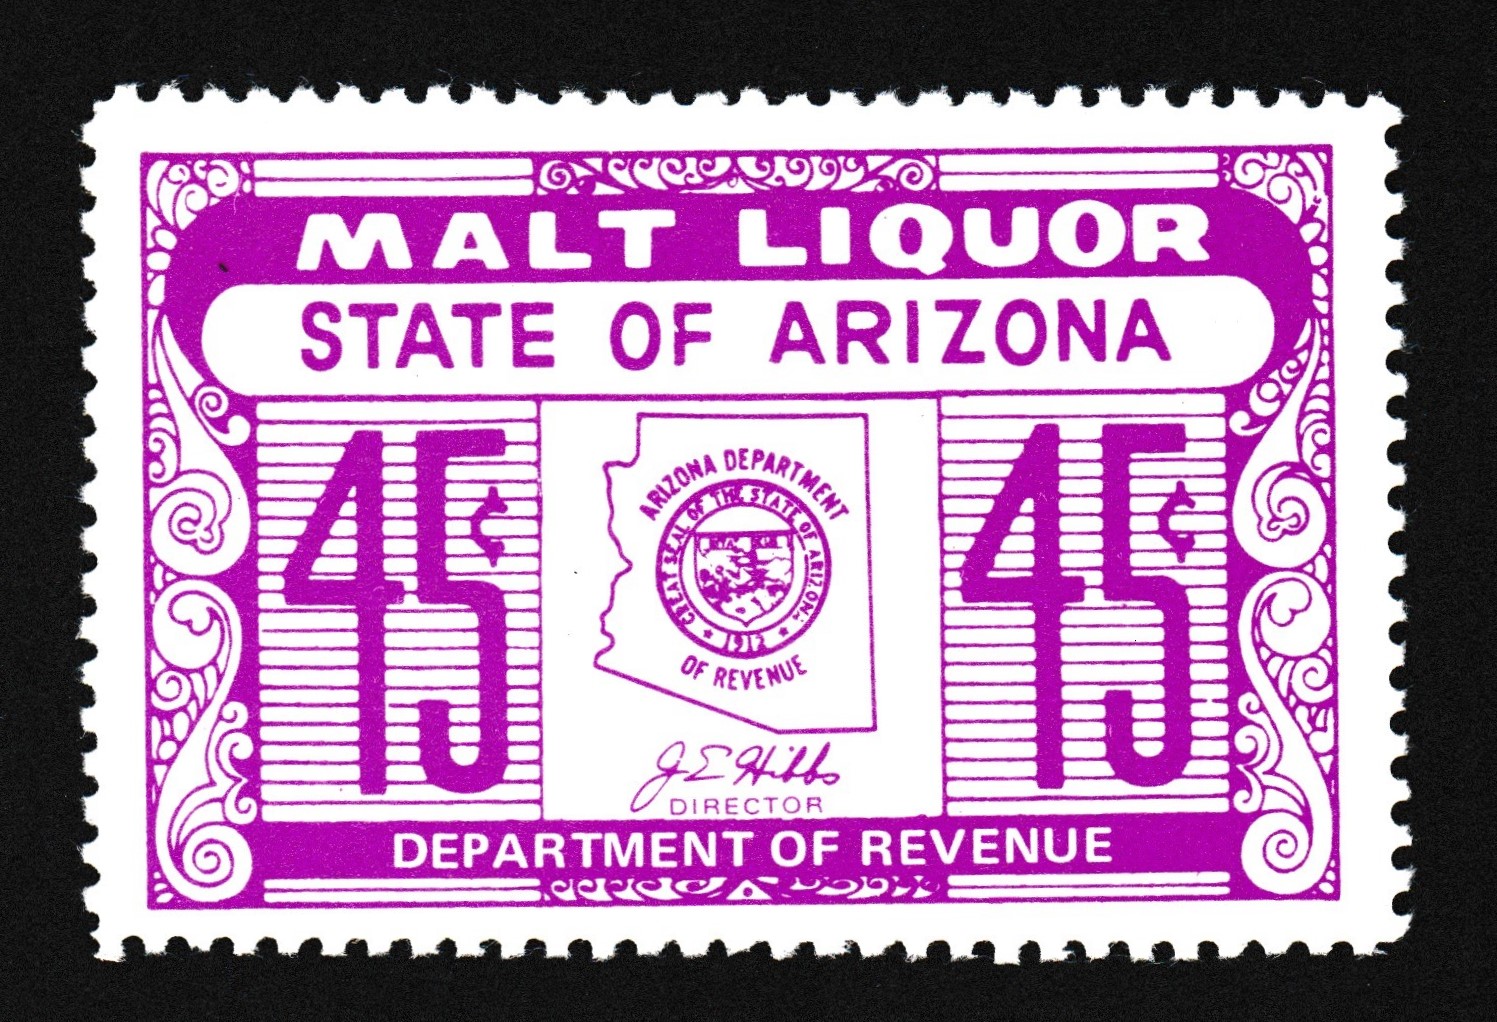 MALT LIQUOR
STATE OF ARIZONA
45¢ 45¢
ARIZONA DEPARTMENT
GREAT SEAL OF THE STATE OF ARIZONA
1912
OF REVENUE
J E Hibbs
DIRECTOR
DEPARTMENT OF REVENUE